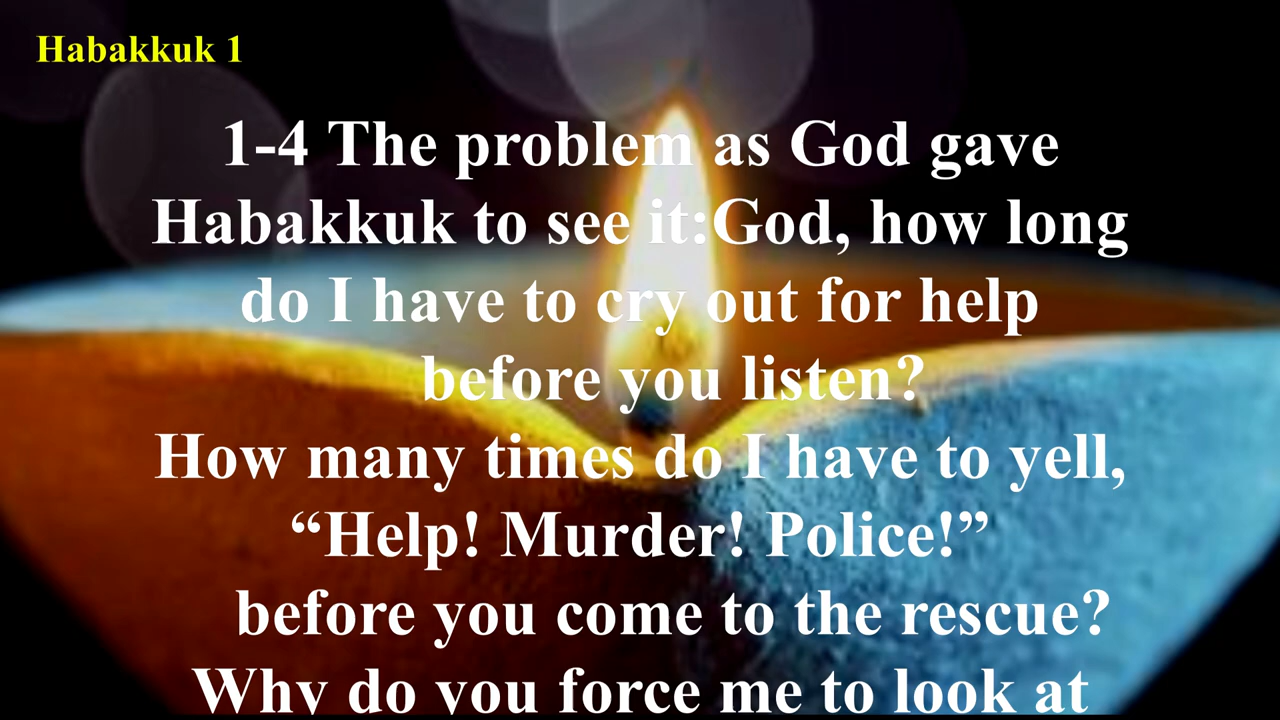 Habakkuk 1
1-4 The problem as God gave
Habakkuk to see it:God, how long
do I have to cry out for help
before you listen?
How many times do I have to yell,
“Help! Murder! Police!”
before you come to the rescue?
Why do you force me to look at